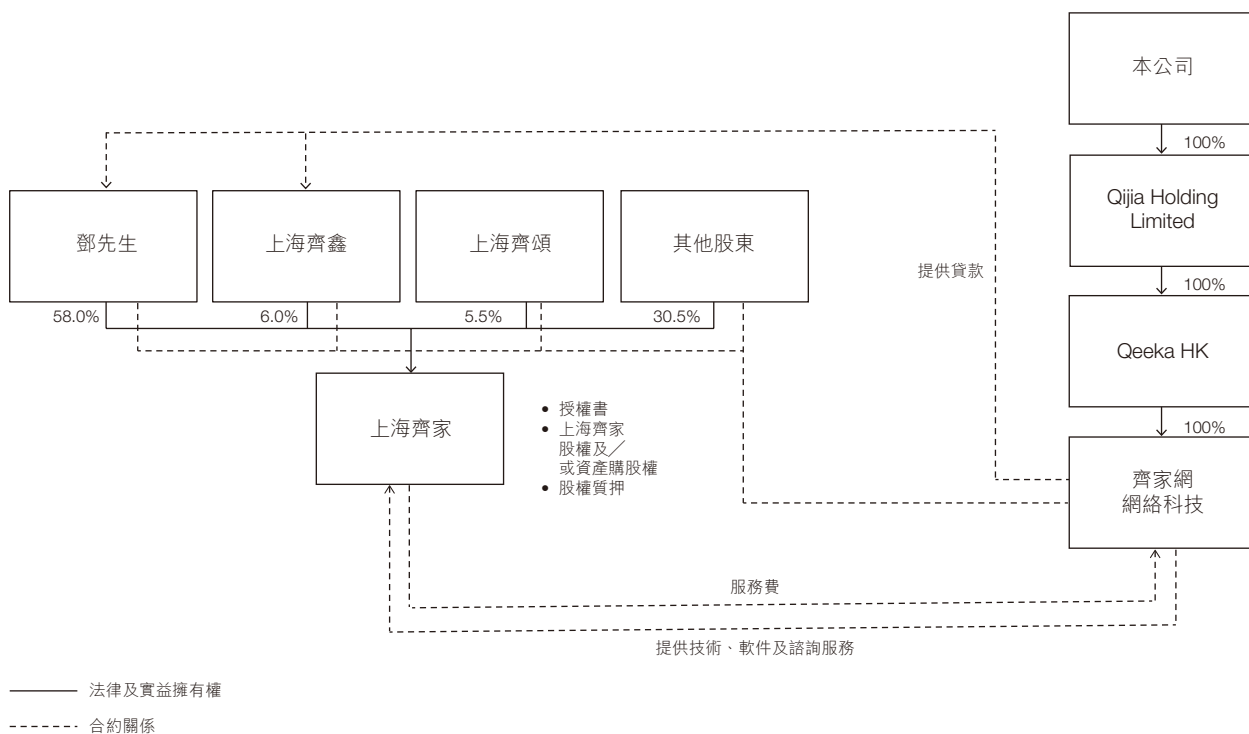 本公司
100%
Qijia Holding
Limited
鄧先生
上海齊鑫
上海齊頌
其他股東
提供貸款
100%
58.0%
6.0%
5.5%
30.5%
Qeeka HK
上海齊家
• 授權書
• 上海齊家
股權及╱
或資產購股權
• 股權質押
100%
齊家網
網絡科技
服務費
提供技術、軟件及諮詢服務
法律及實益擁有權
合約關係